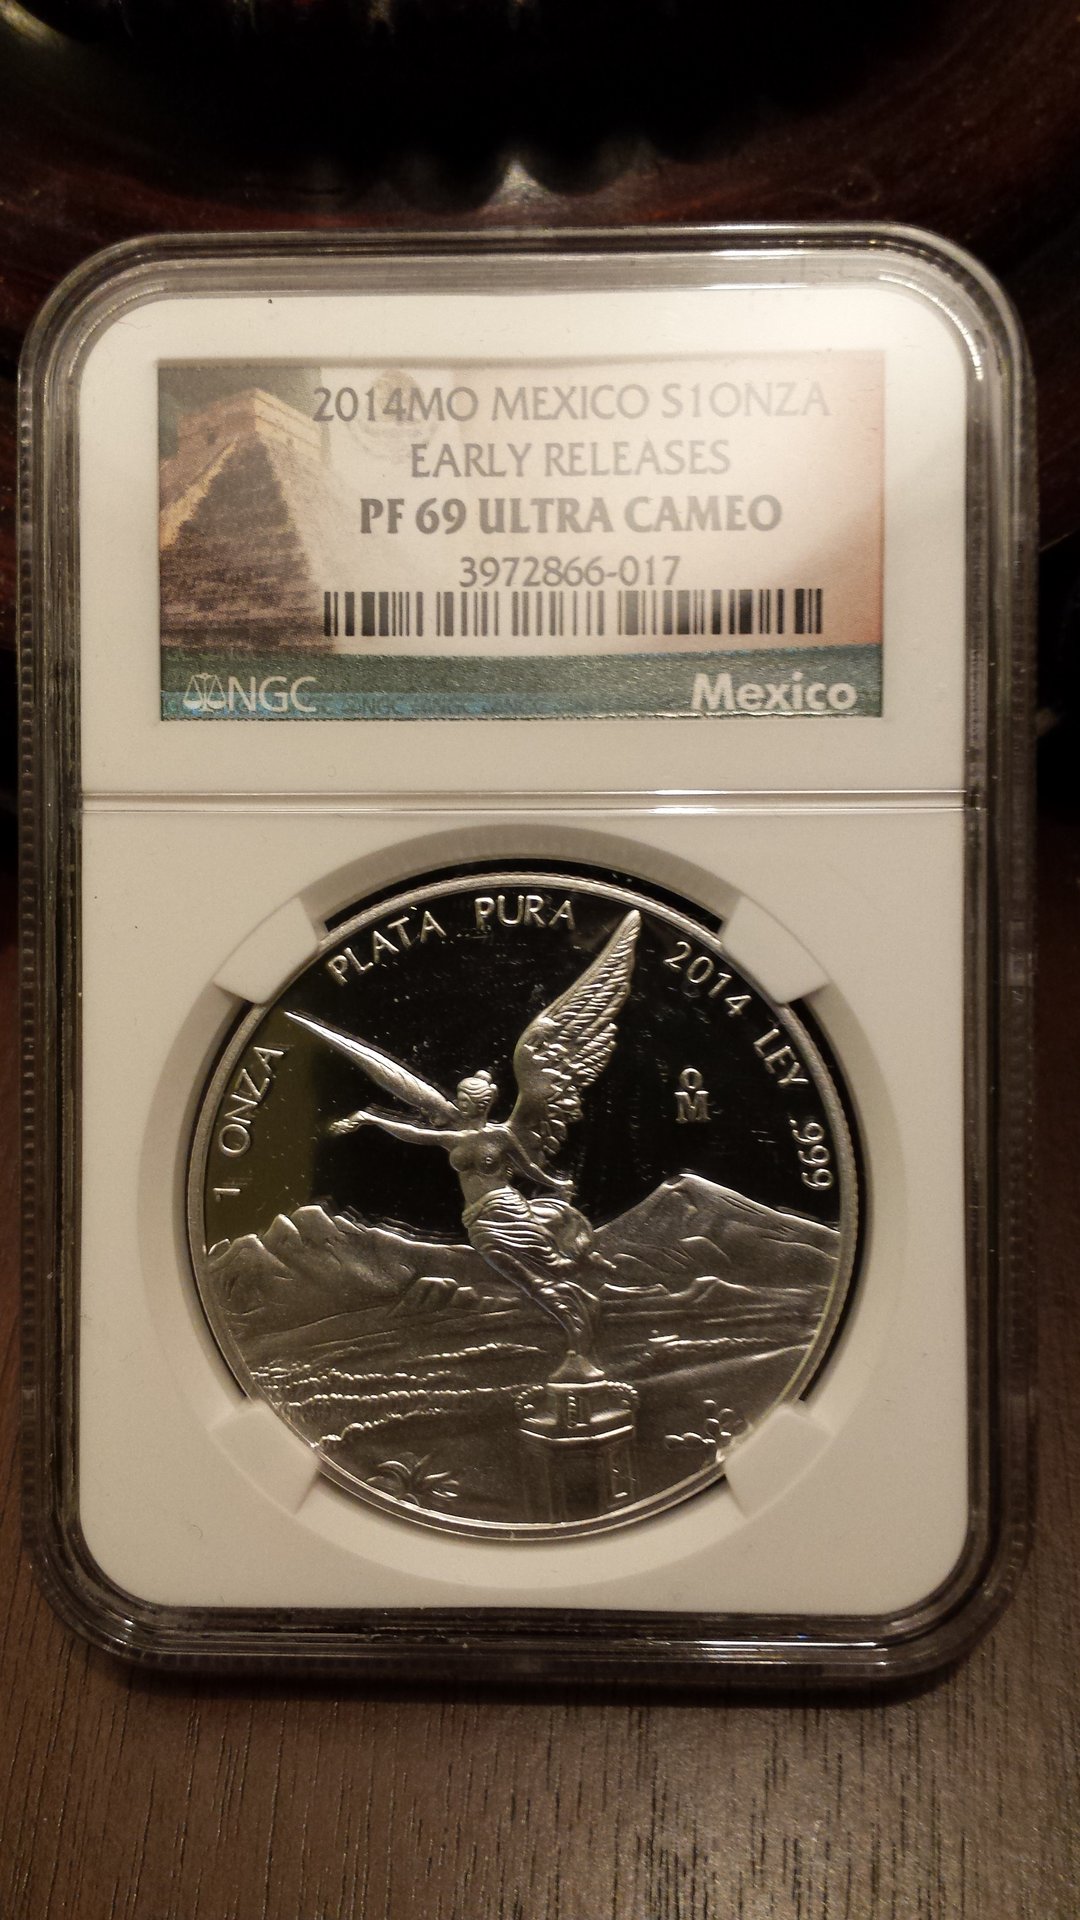 2014MO MEXICO S1ONZA
EARLY RELEASES
PF 69 ULTRA CAMEO
3972866-017
NGC
Mexico
1 ONZA PLATA PURA 2014 LEY .999
o
M